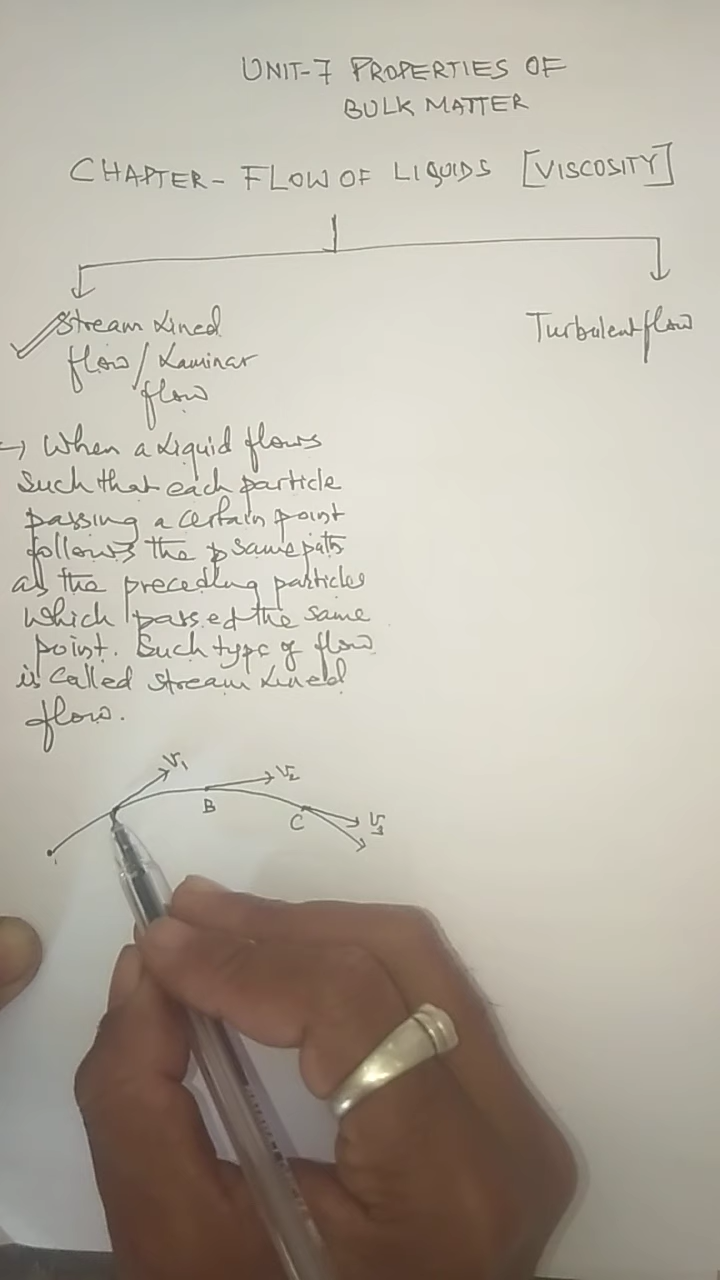 UNIT-7 PROPERTIES OF
BULK MATTER
CHAPTER- FLOW OF LIQUIDS [VISCOSITY]
Stream Lined
flow/Laminar
flow
Turbulent flow
→ When a Liquid flows
Such that each particle
passing a certain point
follows the same path
as the preceding particles
which passed the same
point. Such type of flow
is called stream Lined
flow.
V₁
V₂
B
C
V₃